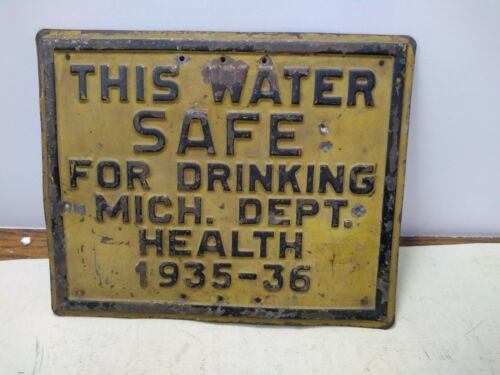 THIS WATER
SAFE
FOR DRINKING
MICH. DEPT.
HEALTH
1935-36